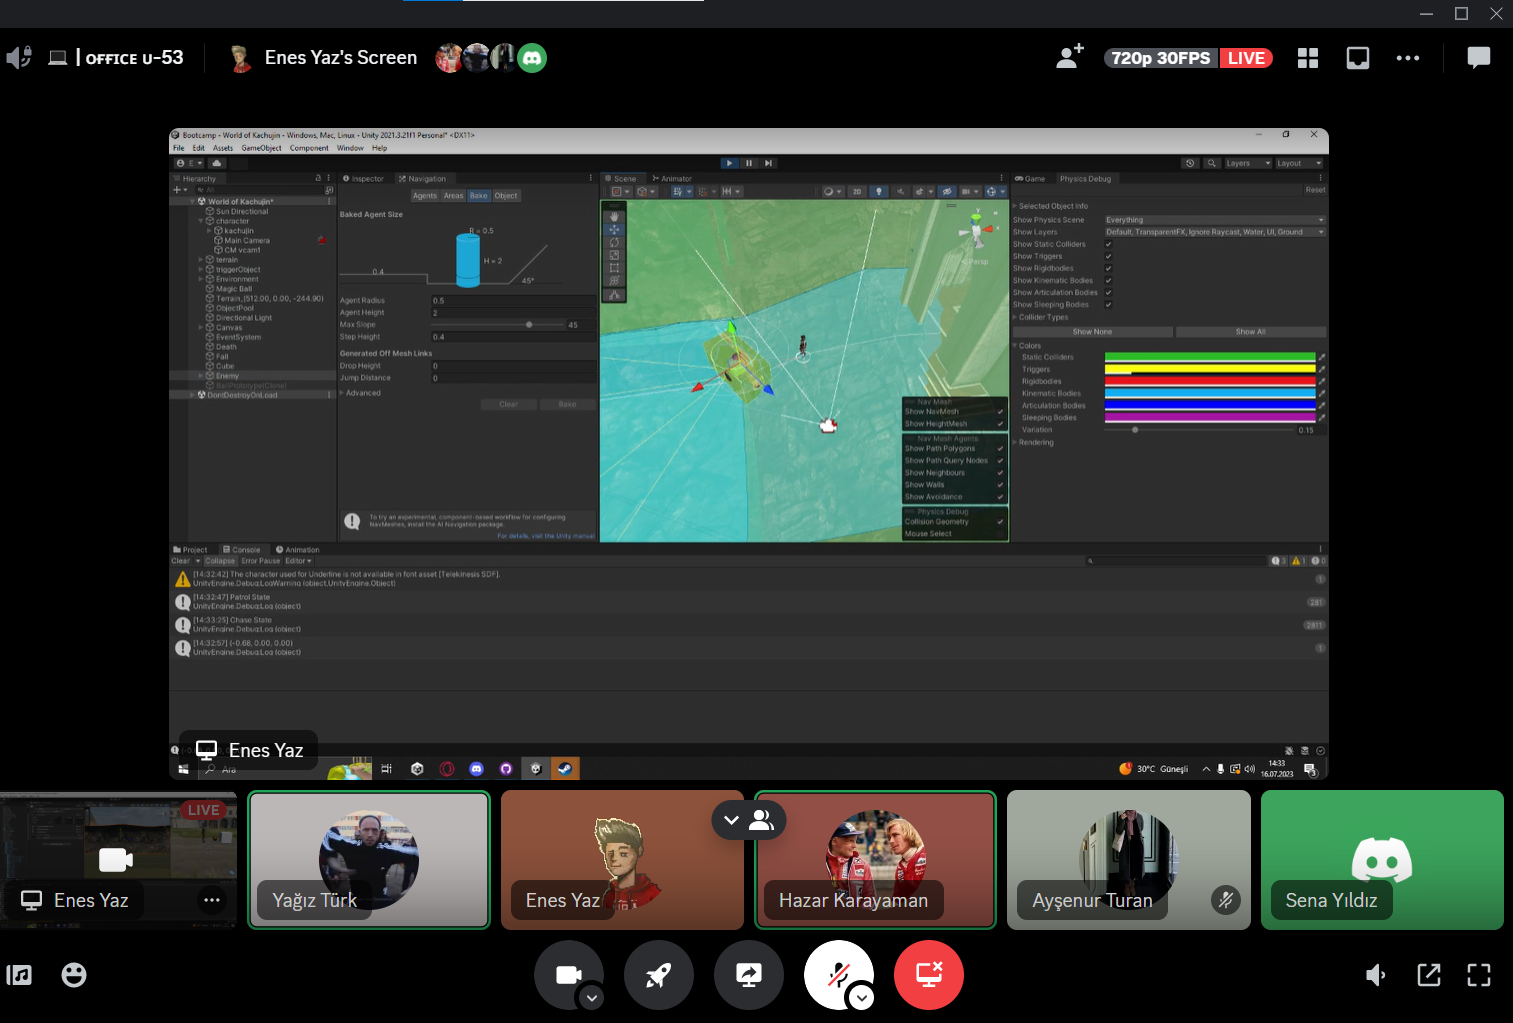 | OFFICE U-53
Enes Yaz's Screen
720p 30FPS LIVE
Bootcamp - World of Kachujin - Windows, Mac, Linux - Unity 2021.3.21f1 Personal* <DX11>
File Edit Assets GameObject Component Window Help
E
Layers
Layout
Hierarchy
All
World of Kachujin*
Sun Directional
character
kachujin
Main Camera
CM vcam1
terrain
triggerObject
Environment
Magic Ball
Terrain_(512.00, 0.00, -244.90)
ObjectPool
Directional Light
Canvas
EventSystem
Death
Fall
Cube
Enemy
BallPrototype(Clone)
DontDestroyOnLoad
Inspector Navigation
Agents Areas Bake Object
Baked Agent Size
R = 0.5
H = 2
0.4
45°
Agent Radius 0.5
Agent Height 2
Max Slope 45
Step Height 0.4
Generated Off Mesh Links
Drop Height 0
Jump Distance 0
Advanced
Clear Bake
To try an experimental, component-based workflow for configuring
NavMeshes, install the AI Navigation package.
For details, visit the Unity manual
Scene Animator
2D
y
x
Persp
Nav Mesh
Show NavMesh
Show HeightMesh
Nav Mesh Agents
Show Path Polygons
Show Path Query Nodes
Show Neighbours
Show Walls
Show Avoidance
Physics Debug
Collision Geometry
Mouse Select
Game Physics Debug
Reset
Selected Object Info
Show Physics Scene Everything
Show Layers Default, TransparentFX, Ignore Raycast, Water, UI, Ground
Show Static Colliders
Show Triggers
Show Rigidbodies
Show Kinematic Bodies
Show Articulation Bodies
Show Sleeping Bodies
Collider Types
Show None Show All
Colors
Static Colliders
Triggers
Rigidbodies
Kinematic Bodies
Articulation Bodies
Sleeping Bodies
Variation 0.15
Rendering
Project Console Animation
Clear Collapse Error Pause Editor
3 1 0
[14:32:42] The character used for Underline is not available in font asset [Telekinesis SDF].
UnityEngine.Debug:LogWarning (object,UnityEngine.Object)
1
[14:32:47] Patrol State
UnityEngine.Debug:Log (object)
281
[14:33:25] Chase State
UnityEngine.Debug:Log (object)
2811
[14:32:57] (-0.68, 0.00, 0.00)
UnityEngine.Debug:Log (object)
1
Enes Yaz
Ara
30°C Güneşli
14:33
16.07.2023
3
LIVE
Enes Yaz
Yağız Türk
Enes Yaz
Hazar Karayaman
Ayşenur Turan
Sena Yıldız